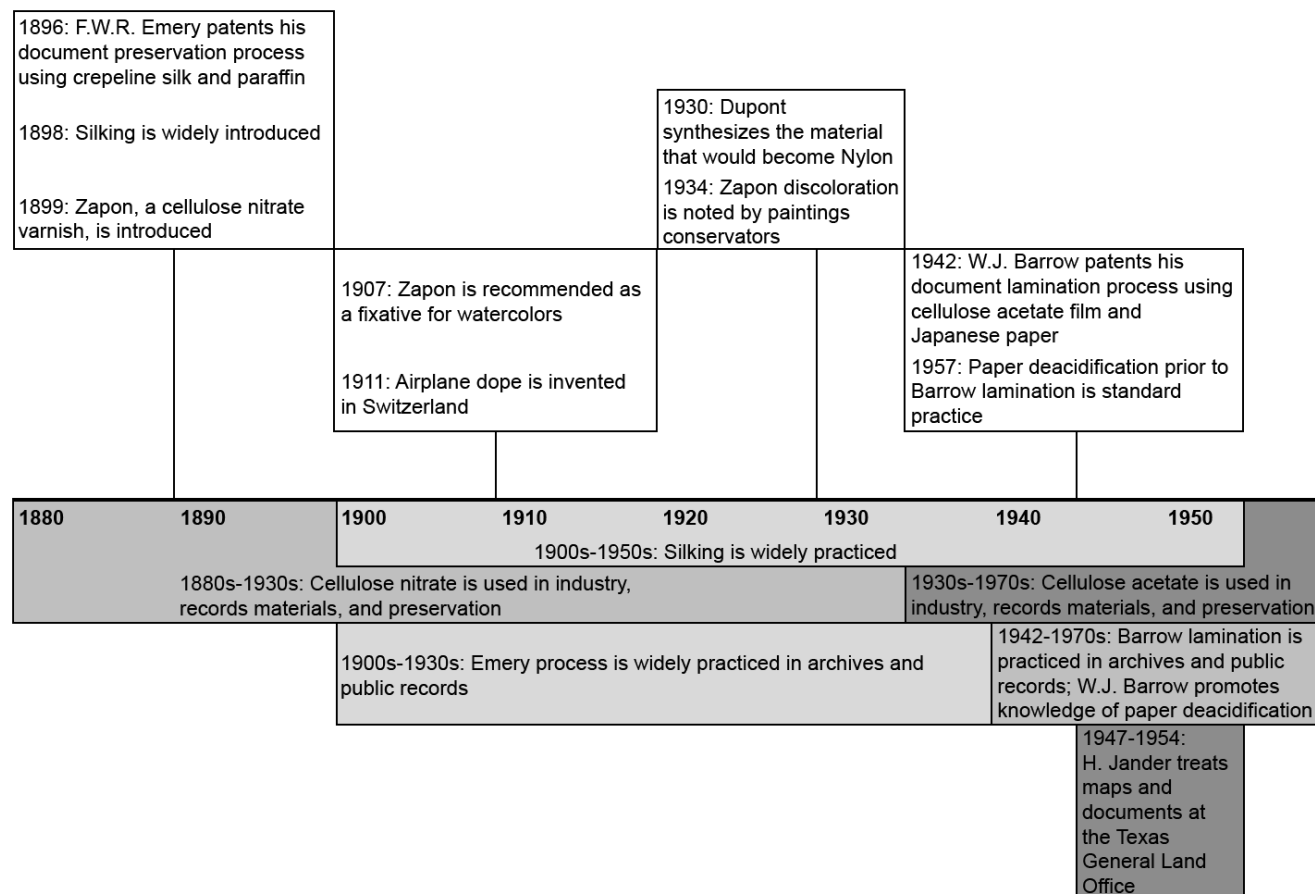 1896: F.W.R. Emery patents his
document preservation process
using crepeline silk and paraffin
1898: Silking is widely introduced
1899: Zapon, a cellulose nitrate
varnish, is introduced
1907: Zapon is recommended as
a fixative for watercolors
1911: Airplane dope is invented
in Switzerland
1930: Dupont
synthesizes the material
that would become Nylon
1934: Zapon discoloration
is noted by paintings
conservators
1942: W.J. Barrow patents his
document lamination process using
cellulose acetate film and
Japanese paper
1957: Paper deacidification prior to
Barrow lamination is standard
practice
1880 1890 1900 1910 1920 1930 1940 1950
1900s-1950s: Silking is widely practiced
1880s-1930s: Cellulose nitrate is used in industry,
records materials, and preservation
1930s-1970s: Cellulose acetate is used in
industry, records materials, and preservation
1900s-1930s: Emery process is widely practiced in archives and
public records
1942-1970s: Barrow lamination is
practiced in archives and public
records; W.J. Barrow promotes
knowledge of paper deacidification
1947-1954:
H. Jander treats
maps and
documents at
the Texas
General Land
Office